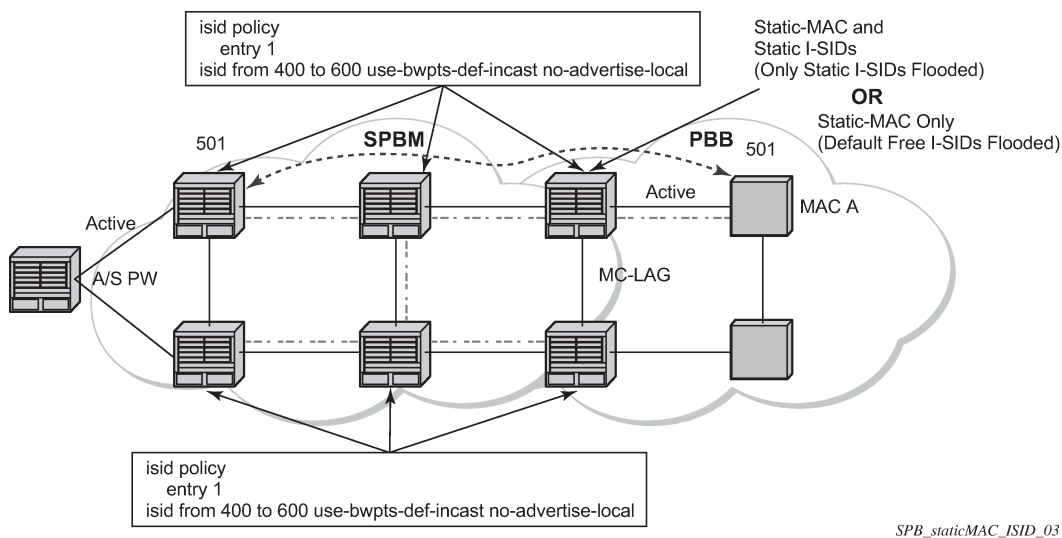 isid policy
entry 1
isid from 400 to 600 use-bwpts-def-incast no-advertise-local
Static-MAC and
Static I-SIDs
(Only Static I-SIDs Flooded)
OR
Static-MAC Only
(Default Free I-SIDs Flooded)
501
SPBM
PBB
501
Active
Active
MAC A
A/S PW
MC-LAG
isid policy
entry 1
isid from 400 to 600 use-bwpts-def-incast no-advertise-local
SPB_staticMAC_ISID_03